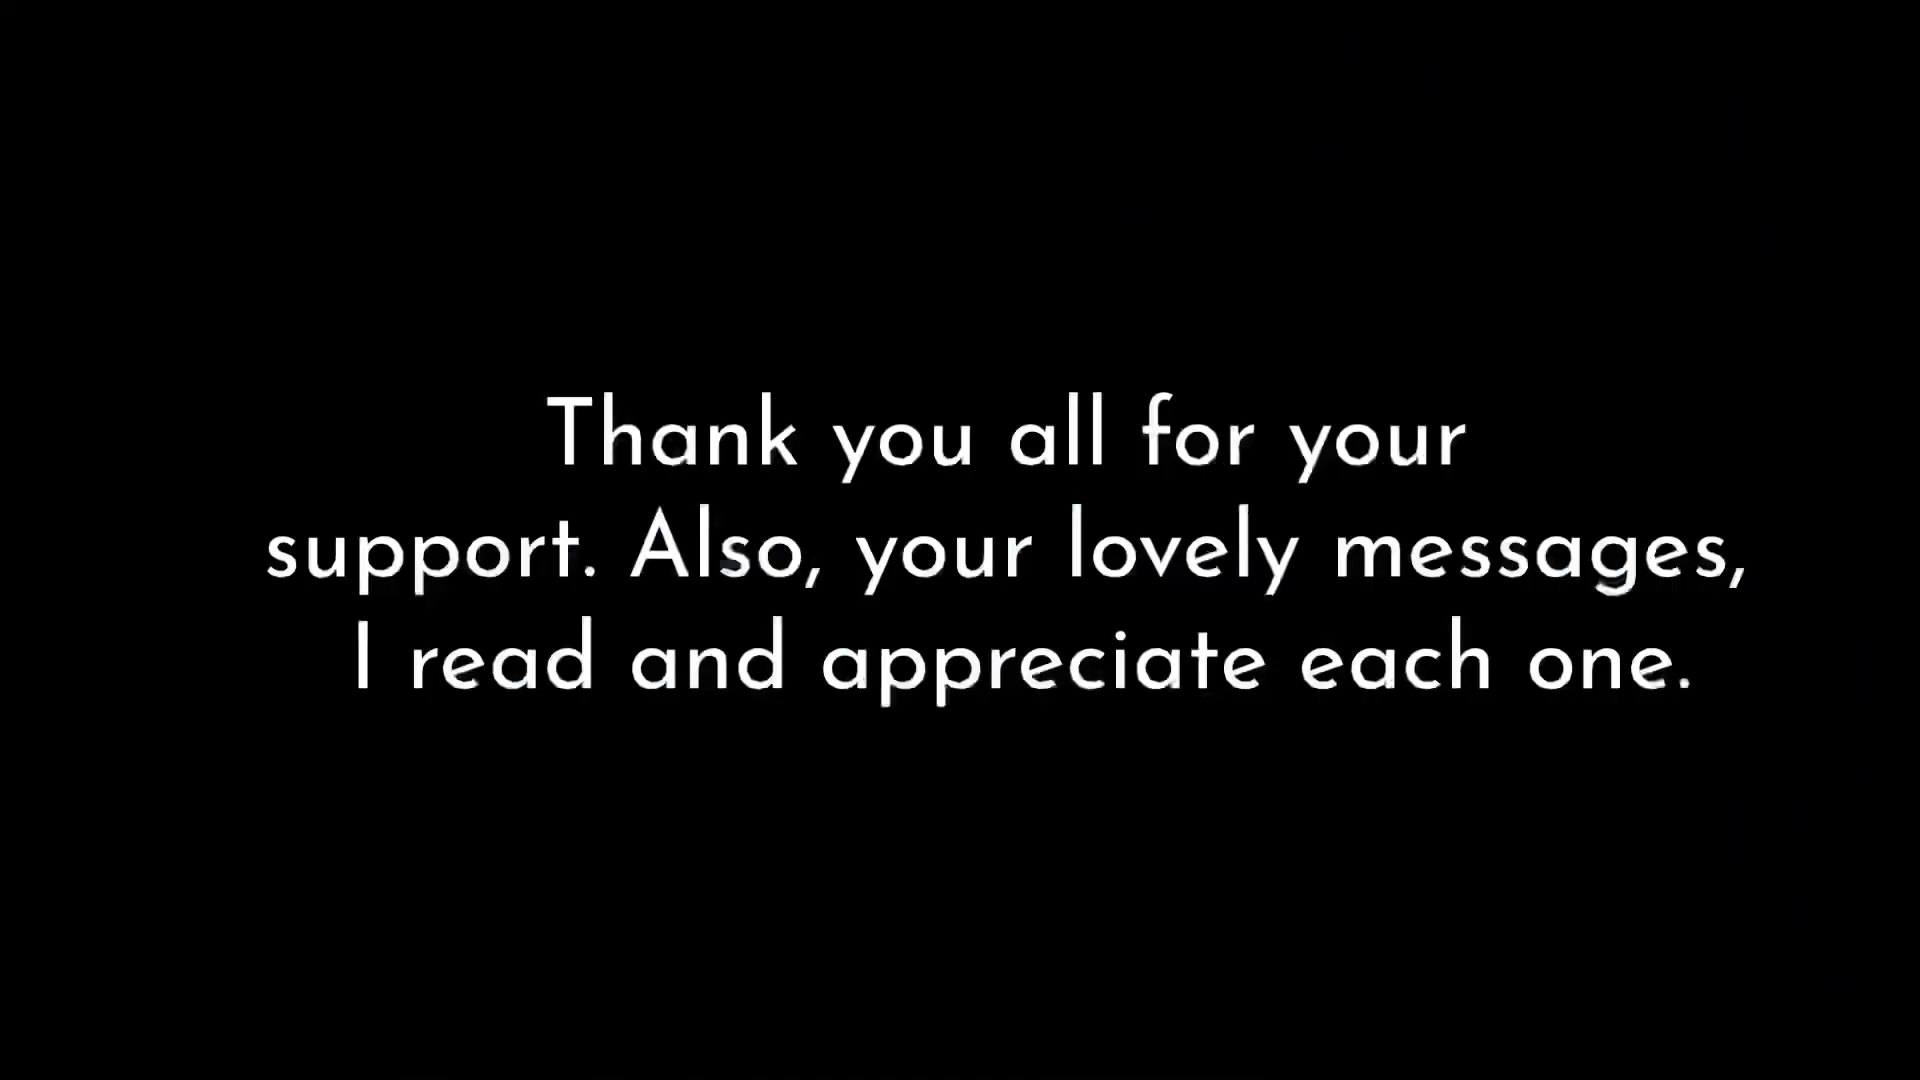 Thank you all for your
support. Also, your lovely messages,
I read and appreciate each one.